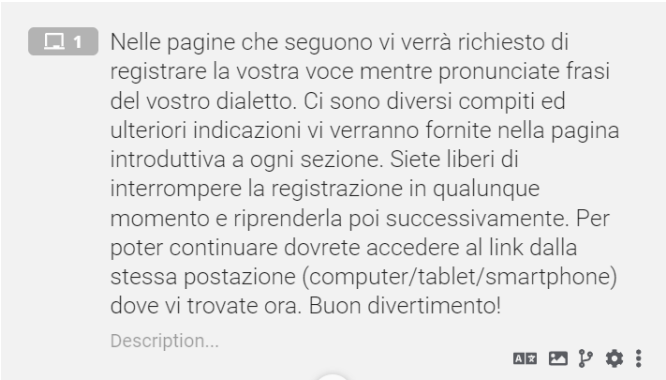 1 Nelle pagine che seguono vi verrà richiesto di
registrare la vostra voce mentre pronunciate frasi
del vostro dialetto. Ci sono diversi compiti ed
ulteriori indicazioni vi verranno fornite nella pagina
introduttiva a ogni sezione. Siete liberi di
interrompere la registrazione in qualunque
momento e riprenderla poi successivamente. Per
poter continuare dovrete accedere al link dalla
stessa postazione (computer/tablet/smartphone)
dove vi trovate ora. Buon divertimento!
Description...